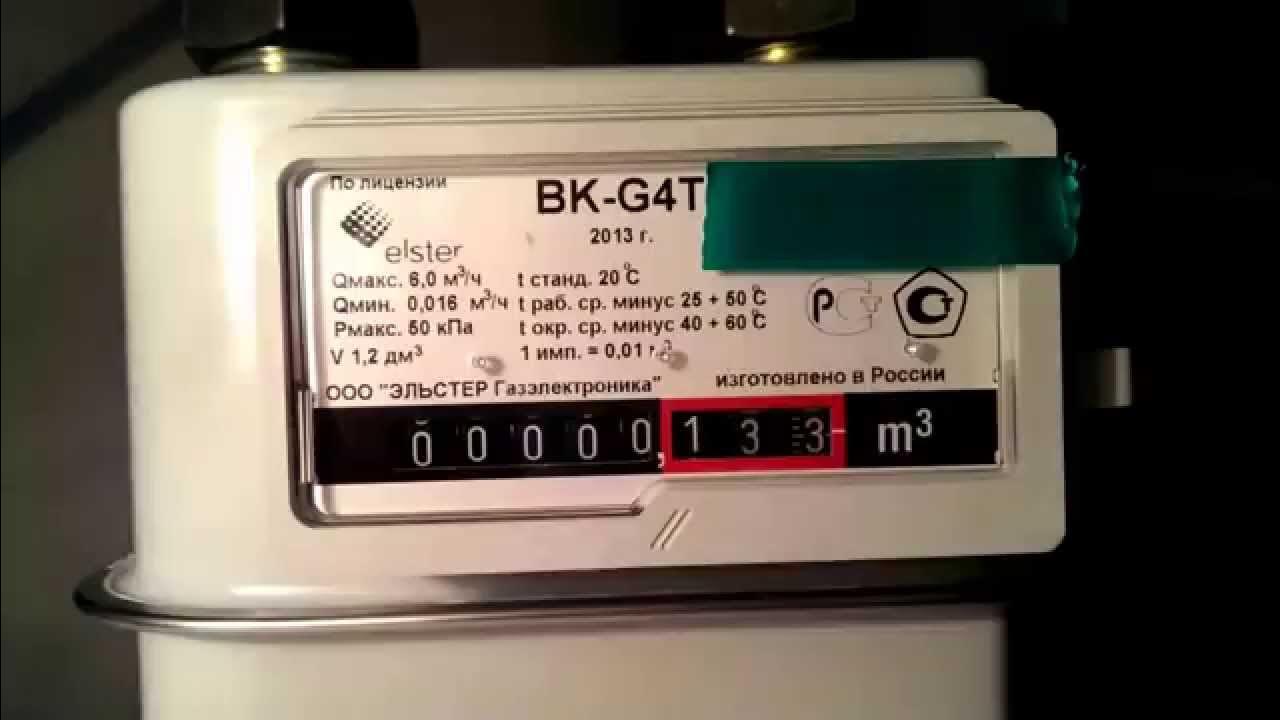 По лицензии
elster
BK-G4T
2013 г.
Qмакс. 6,0 м³/ч t станд. 20°C
Qмин. 0,016 м³/ч t раб. ср. минус 25 + 50°C
Pмакс. 50 кПа t окр. ср. минус 40 + 60°C
V 1,2 дм³ 1 имп. = 0,01
ООО "ЭЛЬСТЕР Газэлектроника" изготовлено в России
00000,133 m³